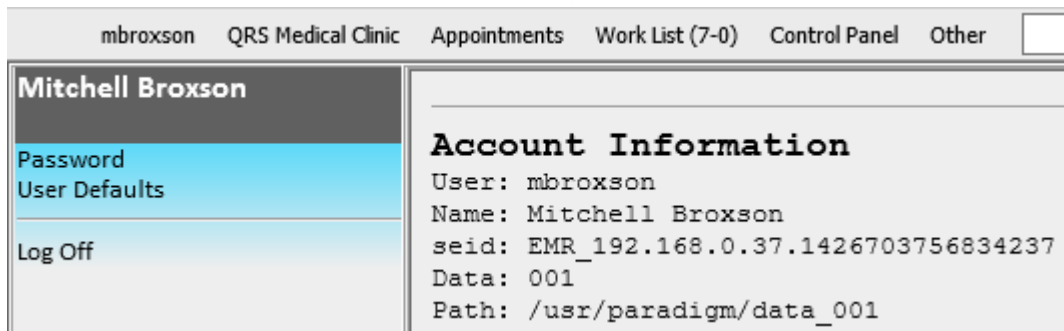 mbroxson QRS Medical Clinic Appointments Work List (7-0) Control Panel Other
Mitchell Broxson
Password
User Defaults
Log Off
Account Information
User: mbroxson
Name: Mitchell Broxson
seid: EMR_192.168.0.37.1426703756834237
Data: 001
Path: /usr/paradigm/data_001